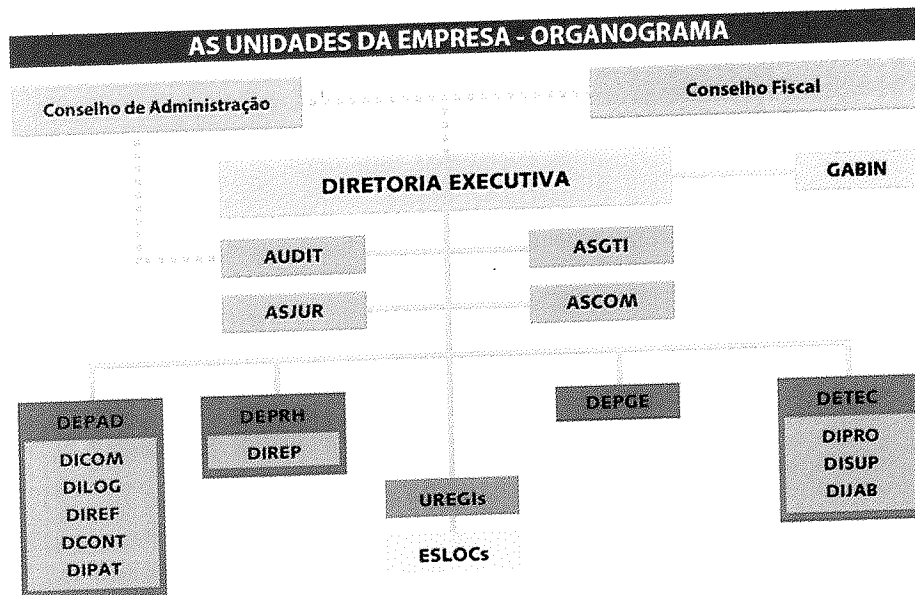 AS UNIDADES DA EMPRESA - ORGANOGRAMA
Conselho de Administração
Conselho Fiscal
DIRETORIA EXECUTIVA
GABIN
AUDIT
ASGTI
ASJUR
ASCOM
DEPAD
DICOM
DILOG
DIREF
DCONT
DIPAT
DEPRH
DIREP
DEPGE
DETEC
DIPRO
DISUP
DIJAB
UREGIs
ESLOCs